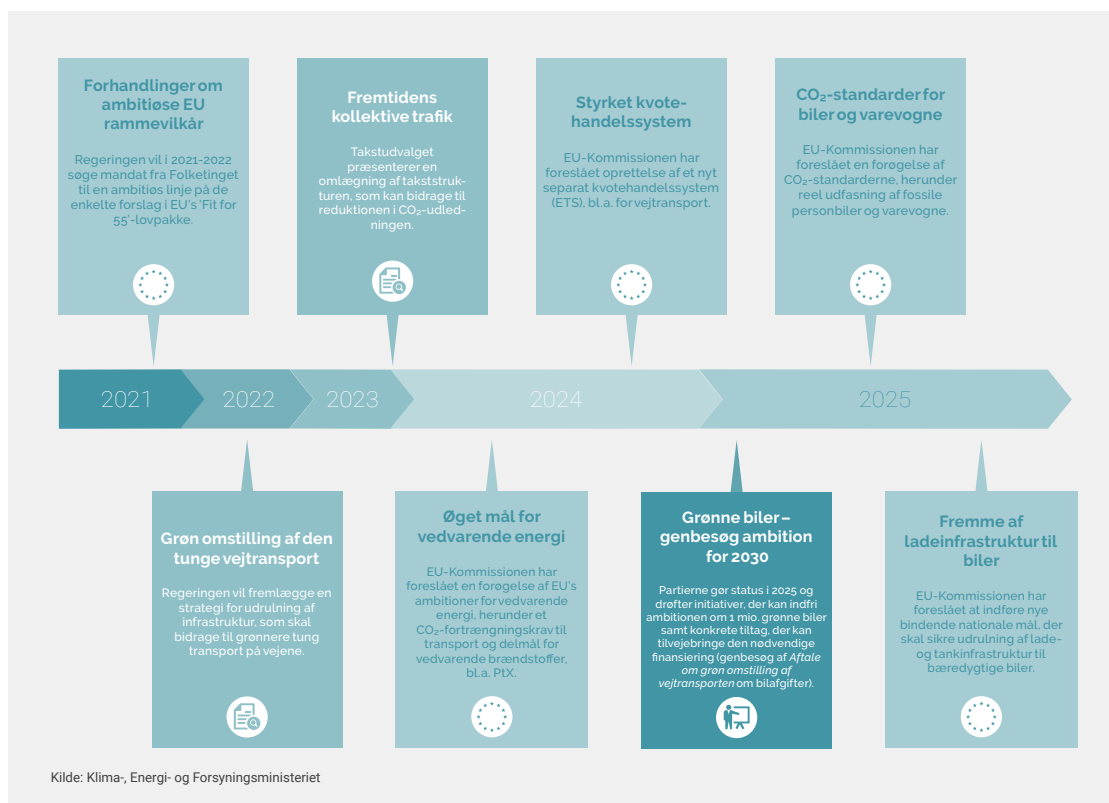 Forhandlinger om
ambitiøse EU
rammevilkår
Regeringen vil i 2021-2022
søge mandat fra Folketinget
til en ambitiøs linje på de
enkelte forslag i EU's 'Fit for
55'-lovpakke.
Fremtidens
kollektive trafik
Takstudvalget
præsenterer en
omlægning af takststruk-
turen, som kan bidrage til
reduktionen i CO₂-udled-
ningen.
Styrket kvote-
handelssystem
EU-Kommissionen har
foreslået oprettelse af et nyt
separat kvotehandelssystem
(ETS), bl.a. for vejtransport.
CO₂-standarder for
biler og varevogne
EU-Kommissionen har
foreslået en forøgelse af
CO₂-standarderne, herunder
reel udfasning af fossile
personbiler og varevogne.
2021
2022
2023
2024
2025
Grøn omstilling af den
tunge vejtransport
Regeringen vil fremlægge en
strategi for udrulning af
infrastruktur, som skal
bidrage til grønnere tung
transport på vejene.
Øget mål for
vedvarende energi
EU-Kommissionen har
foreslået en forøgelse af EU's
ambitioner for vedvarende
energi, herunder et
CO₂-fortrængningskrav til
transport og delmål for
vedvarende brændstoffer,
bl.a. PtX.
Grønne biler –
genbesøg ambition
for 2030
Partierne gør status i 2025 og
drøfter initiativer, der kan indfri
ambitionen om 1 mio. grønne biler
samt konkrete tiltag, der kan
tilvejebringe den nødvendige
finansiering (genbesøg af Aftale
om grøn omstilling af
vejtransporten om bilafgifter).
Fremme af
ladeinfrastruktur til
biler
EU-Kommissionen har
foreslået at indføre nye
bindende nationale mål, der
skal sikre udrulning af lade-
og tankinfrastruktur til
bæredygtige biler.
Kilde: Klima-, Energi- og Forsyningsministeriet